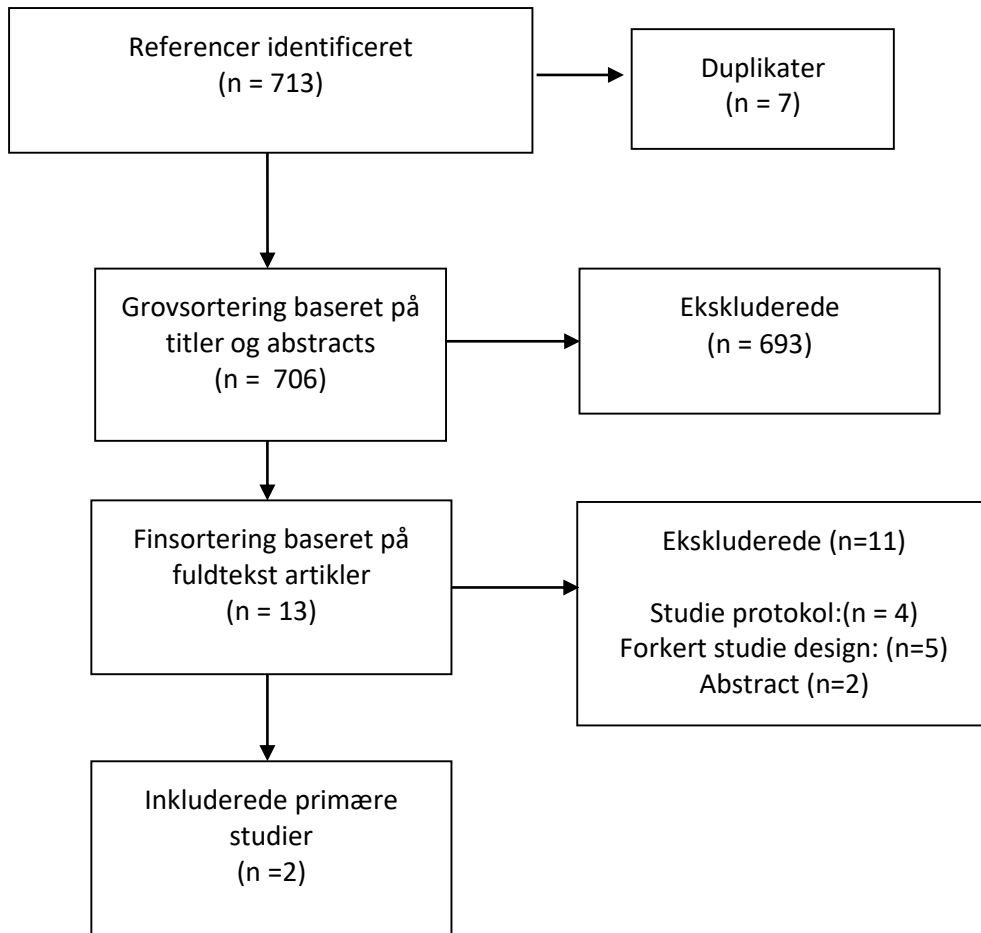 Referencer identificeret
(n = 713)
Duplikater
(n = 7)
Grovsortering baseret på
titler og abstracts
(n =  706)
Ekskluderede
(n = 693)
Finsortering baseret på
fuldtekst artikler
(n = 13)
Ekskluderede (n=11)
Studie protokol:(n = 4)
Forkert studie design: (n=5)
Abstract (n=2)
Inkluderede primære
studier
(n =2)